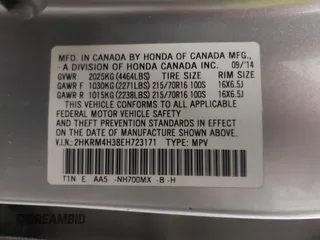 MFD. IN CANADA BY HONDA OF CANADA MFG.,
- A DIVISION OF HONDA CANADA INC. 09/'14
GVWR 2025KG (4464LBS) TIRE SIZE RIM SIZE
GAWR F 1030KG (2271LBS) 215/70R16 100S 16X6.5J
GAWR R 1015KG (2238LBS) 215/70R16 100S 16X6.5J
THIS VEHICLE CONFORMS TO ALL APPLICABLE
FEDERAL MOTOR VEHICLE SAFETY AND THEFT
PREVENTION STANDARDS IN EFFECT ON THE
DATE OF MANUFACTURE SHOWN ABOVE.
V.I.N.: 2HKRM4H38EH723171 TYPE: MPV
T1N E AA5 -NH700MX -B -H
DREAMBID